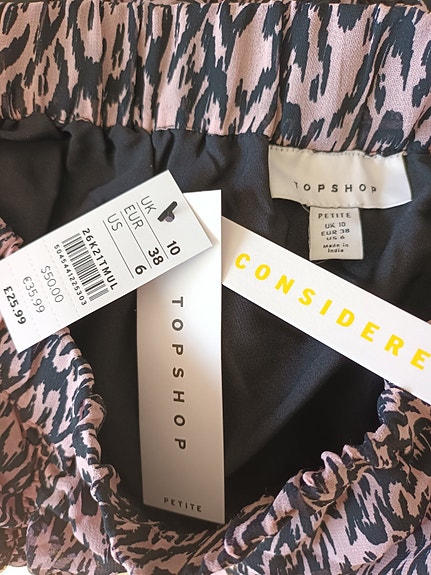 TOPSHOP
PETITE
UK 10
EUR 38
US 6
Made in
India
UK 10
EUR 38
US 6
26K21TMUL
5045441225303
$50.00
€35.99
£25.99
TOPSHOP
PETITE
CONSIDERE